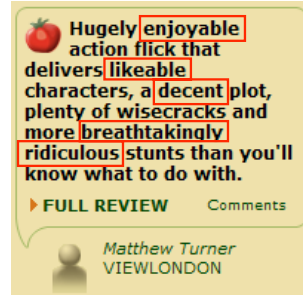 Hugely enjoyable
action flick that
delivers likeable
characters, a decent plot,
plenty of wisecracks and
more breathtakingly
ridiculous stunts than you'll
know what to do with.
FULL REVIEW Comments
Matthew Turner
VIEWLONDON